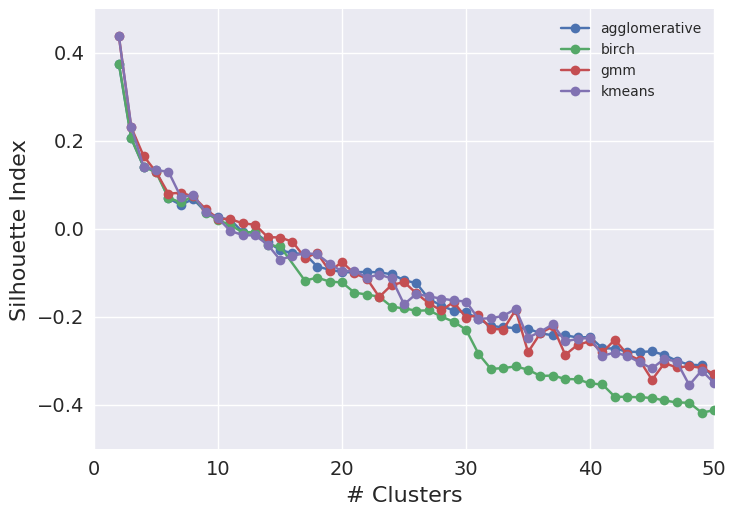 agglomerative
birch
gmm
kmeans
0.4
0.2
0.0
−0.2
−0.4
Silhouette Index
0 10 20 30 40 50
# Clusters